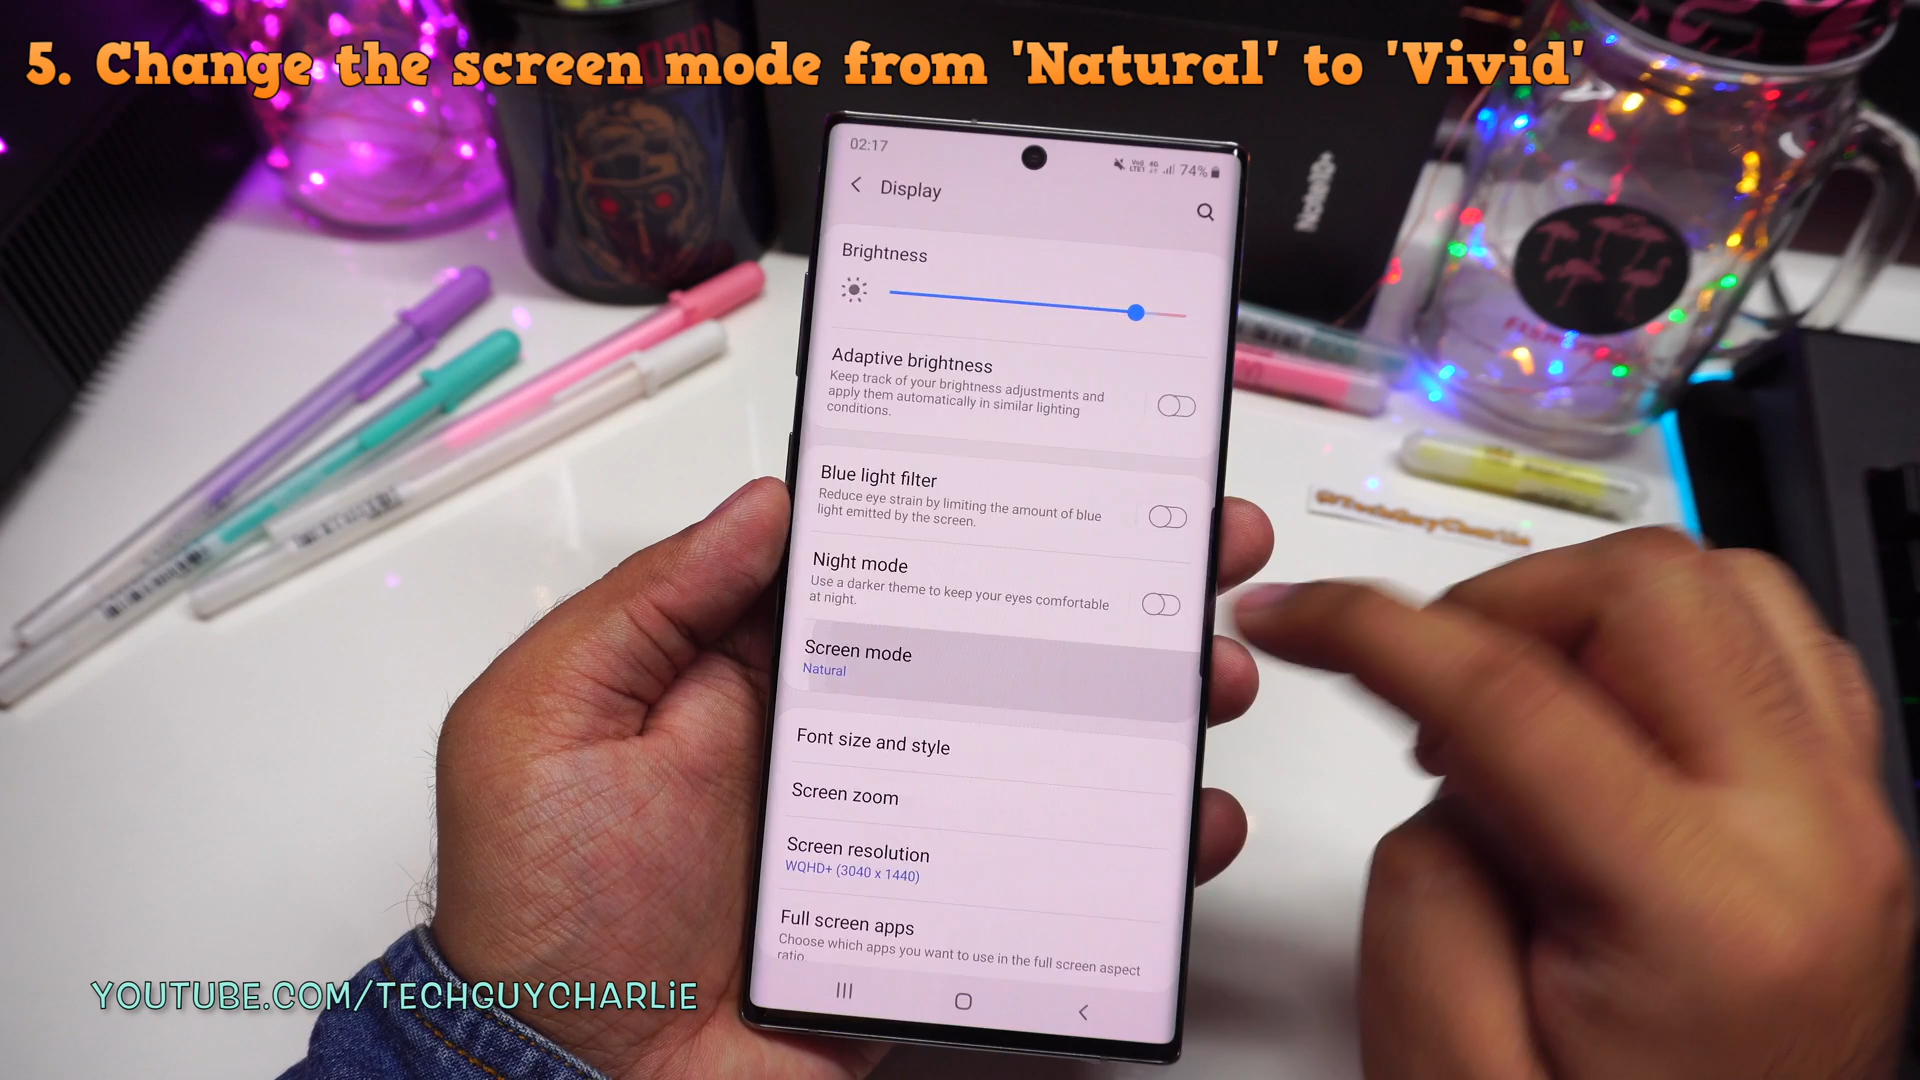 5. Change the screen mode from 'Natural' to 'Vivid'
02:17
74%
Display
Brightness
Adaptive brightness
Keep track of your brightness adjustments and
apply them automatically in similar lighting
conditions.
Blue light filter
Reduce eye strain by limiting the amount of blue
light emitted by the screen.
Night mode
Use a darker theme to keep your eyes comfortable
at night.
Screen mode
Natural
Font size and style
Screen zoom
Screen resolution
WQHD+ (3040 x 1440)
Full screen apps
Choose which apps you want to use in the full screen aspect
ratio.
Note10+
@TechGuyCharlie
YOUTUBE.COM/TECHGUYCHARLiE